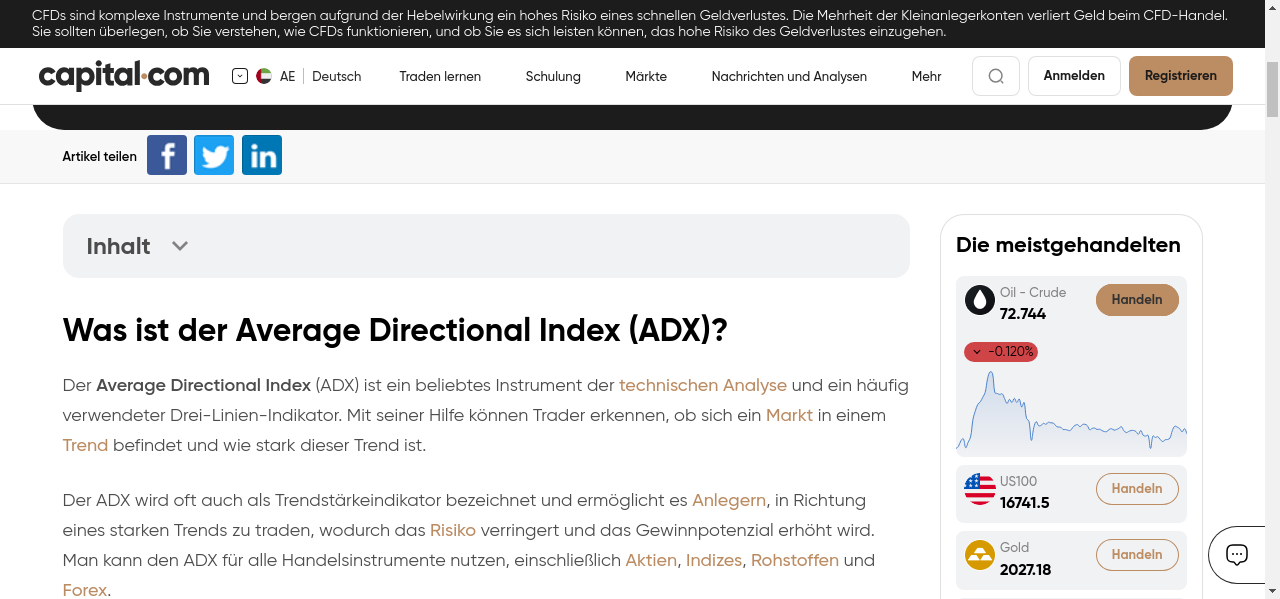 CFDs sind komplexe Instrumente und bergen aufgrund der Hebelwirkung ein hohes Risiko eines schnellen Geldverlustes. Die Mehrheit der Kleinanlegerkonten verliert Geld beim CFD-Handel.
Sie sollten überlegen, ob Sie verstehen, wie CFDs funktionieren, und ob Sie es sich leisten können, das hohe Risiko des Geldverlustes einzugehen.
capital.com AE Deutsch Traden lernen Schulung Märkte Nachrichten und Analysen Mehr Anmelden Registrieren
Artikel teilen
Inhalt
Was ist der Average Directional Index (ADX)?
Der Average Directional Index (ADX) ist ein beliebtes Instrument der technischen Analyse und ein häufig
verwendeter Drei-Linien-Indikator. Mit seiner Hilfe können Trader erkennen, ob sich ein Markt in einem
Trend befindet und wie stark dieser Trend ist.
Der ADX wird oft auch als Trendstärkeindikator bezeichnet und ermöglicht es Anlegern, in Richtung
eines starken Trends zu traden, wodurch das Risiko verringert und das Gewinnpotenzial erhöht wird.
Man kann den ADX für alle Handelsinstrumente nutzen, einschließlich Aktien, Indizes, Rohstoffen und
Forex.
Die meistgehandelten
Oil - Crude
72.744
Handeln
-0.120%
US100
16741.5
Handeln
Gold
2027.18
Handeln